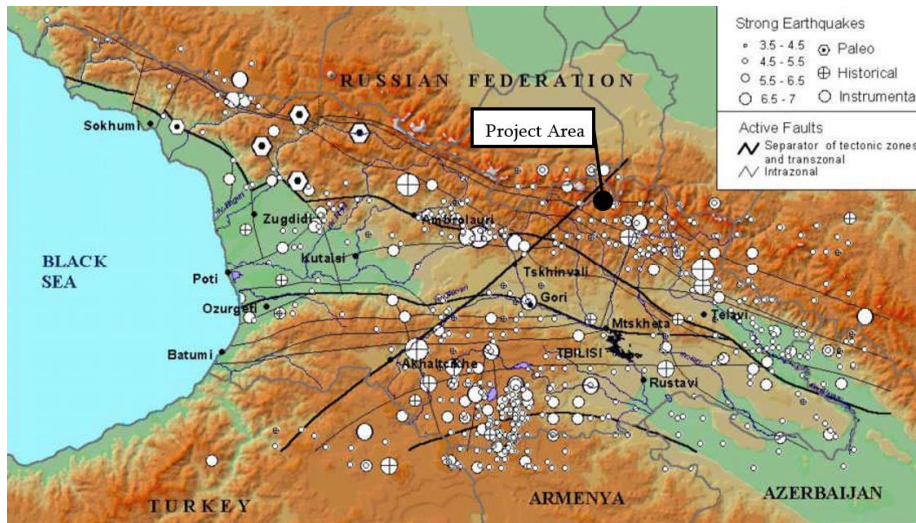 Strong Earthquakes
3.5 - 4.5
4.5 - 5.5
5.5 - 6.5
6.5 - 7
Paleo
Historical
Instrumenta
Active Faults
Separator of tectonic zones
and transzonal
Intrazonal
RUSSIAN FEDERATION
Project Area
Sokhumi
Zugdidi
Ambrolauri
Kutaisi
BLACK
SEA
Poti
Tskhinvali
Ozurgeti
Gori
Mtskheta
Telavi
Batumi
TBILISI
Akhaltcikhe
Rustavi
TURKEY
ARMENYA
AZERBAIJAN